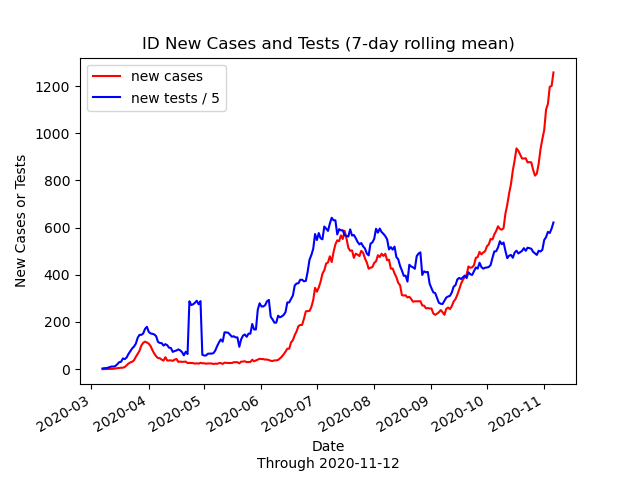 ID New Cases and Tests (7-day rolling mean)
new cases
new tests / 5
New Cases or Tests
1200
1000
800
600
400
200
0
2020-03
2020-04
2020-05
2020-06
2020-07
2020-08
2020-09
2020-10
2020-11
Date
Through 2020-11-12